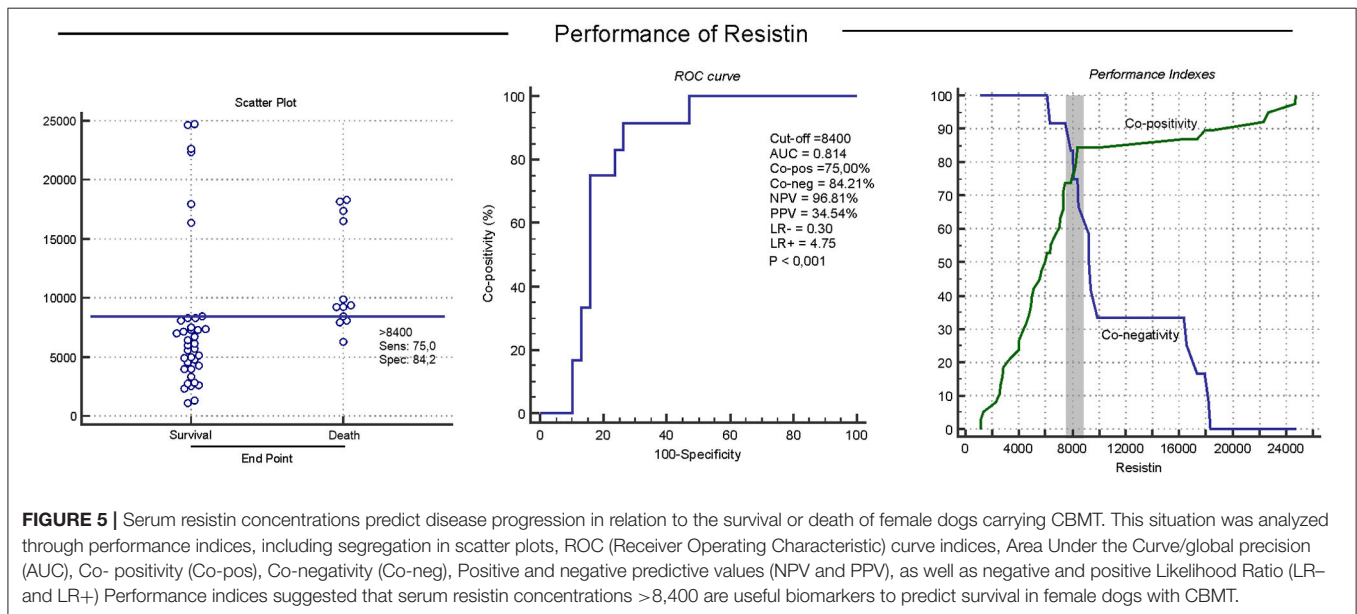 Performance of Resistin
Scatter Plot
25000
20000
15000
10000
5000
0
>8400
Sens: 75,0
Spec: 84,2
Survival
Death
End Point
ROC curve
Co-positivity (%)
100
80
60
40
20
0
Cut-off =8400
AUC = 0.814
Co-pos =75,00%
Co-neg = 84.21%
NPV = 96.81%
PPV = 34.54%
LR- = 0.30
LR+ = 4.75
P < 0,001
0 20 40 60 80 100
100-Specificity
Performance Indexes
100
90
80
70
60
50
40
30
20
10
0
Co-positivity
Co-negativity
0 4000 8000 12000 16000 20000 24000
Resistin
FIGURE 5 | Serum resistin concentrations predict disease progression in relation to the survival or death of female dogs carrying CBMT. This situation was analyzed
through performance indices, including segregation in scatter plots, ROC (Receiver Operating Characteristic) curve indices, Area Under the Curve/global precision
(AUC), Co- positivity (Co-pos), Co-negativity (Co-neg), Positive and negative predictive values (NPV and PPV), as well as negative and positive Likelihood Ratio (LR–
and LR+) Performance indices suggested that serum resistin concentrations >8,400 are useful biomarkers to predict survival in female dogs with CBMT.